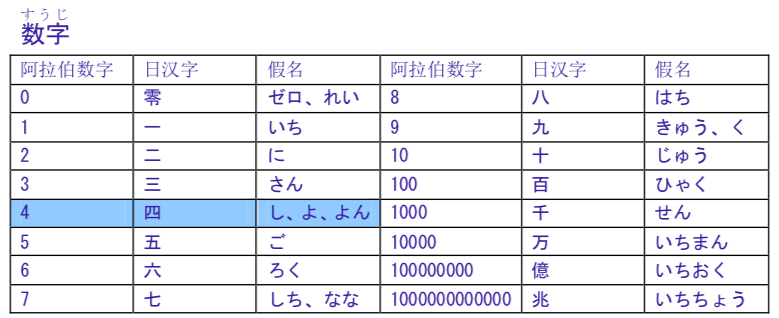 すうじ
数字
阿拉伯数字 日汉字 假名 阿拉伯数字 日汉字 假名
0 零 ゼロ、れい 8 八 はち
1 一 いち 9 九 きゅう、く
2 二 に 10 十 じゅう
3 三 さん 100 百 ひゃく
4 四 し、よ、よん 1000 千 せん
5 五 ご 10000 万 いちまん
6 六 ろく 100000000 億 いちおく
7 七 しち、なな 1000000000000 兆 いちちょう